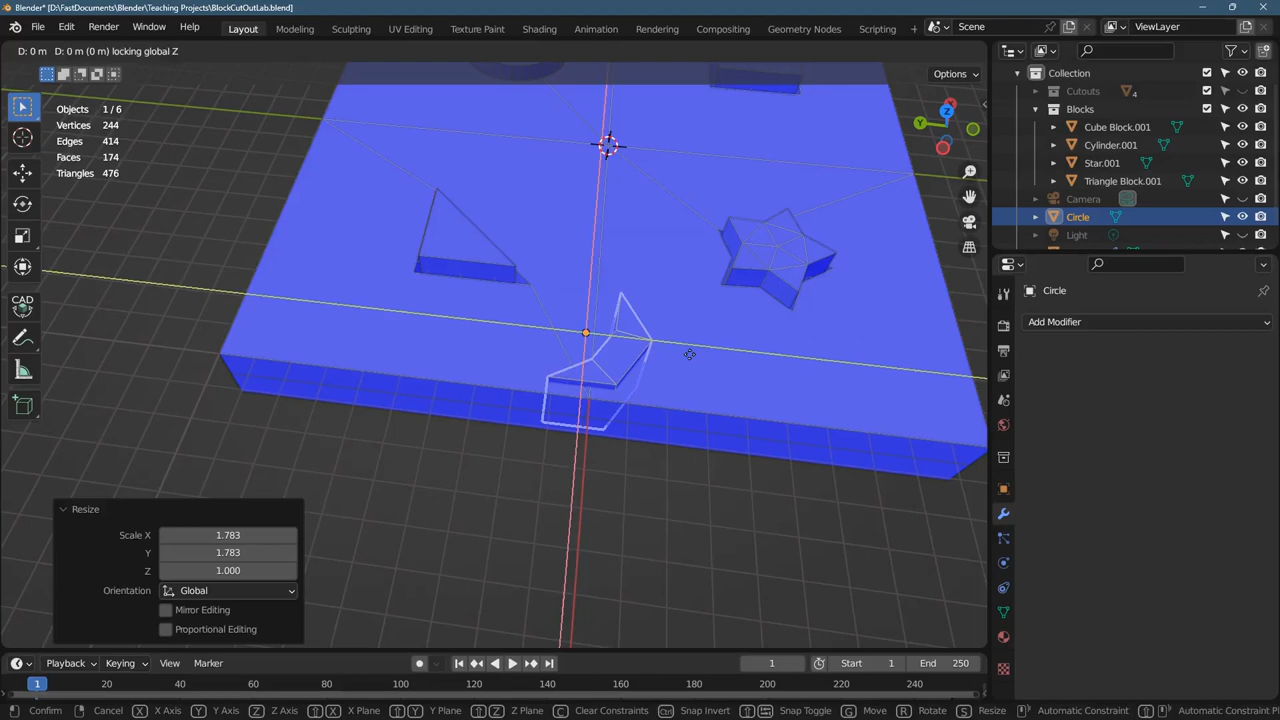 Blender* [D:\FastDocuments\Blender\Teaching Projects\BlockCutOutLab.blend]
File Edit Render Window Help Layout Modeling Sculpting UV Editing Texture Paint Shading Animation Rendering Compositing Geometry Nodes Scripting + Scene ViewLayer
D: 0 m D: 0 m (0 m) locking global Z
Options
Objects 1/6
Vertices 244
Edges 414
Faces 174
Triangles 476
Y Z
CAD
Collection
Cutouts 4
Blocks
Cube Block.001
Cylinder.001
Star.001
Triangle Block.001
Camera
Circle
Light
Circle
Add Modifier
Resize
Scale X 1.783
Y 1.783
Z 1.000
Orientation Global
Mirror Editing
Proportional Editing
Playback Keying View Marker 1 Start 1 End 250
1 20 40 60 80 100 120 140 160 180 200 220 240
Confirm Cancel X X Axis Y Y Axis Z Z Axis X X Plane Y Y Plane Z Z Plane C Clear Constraints Snap Invert Snap Toggle G Move R Rotate S Resize Automatic Constraint Automatic Constraint Plane